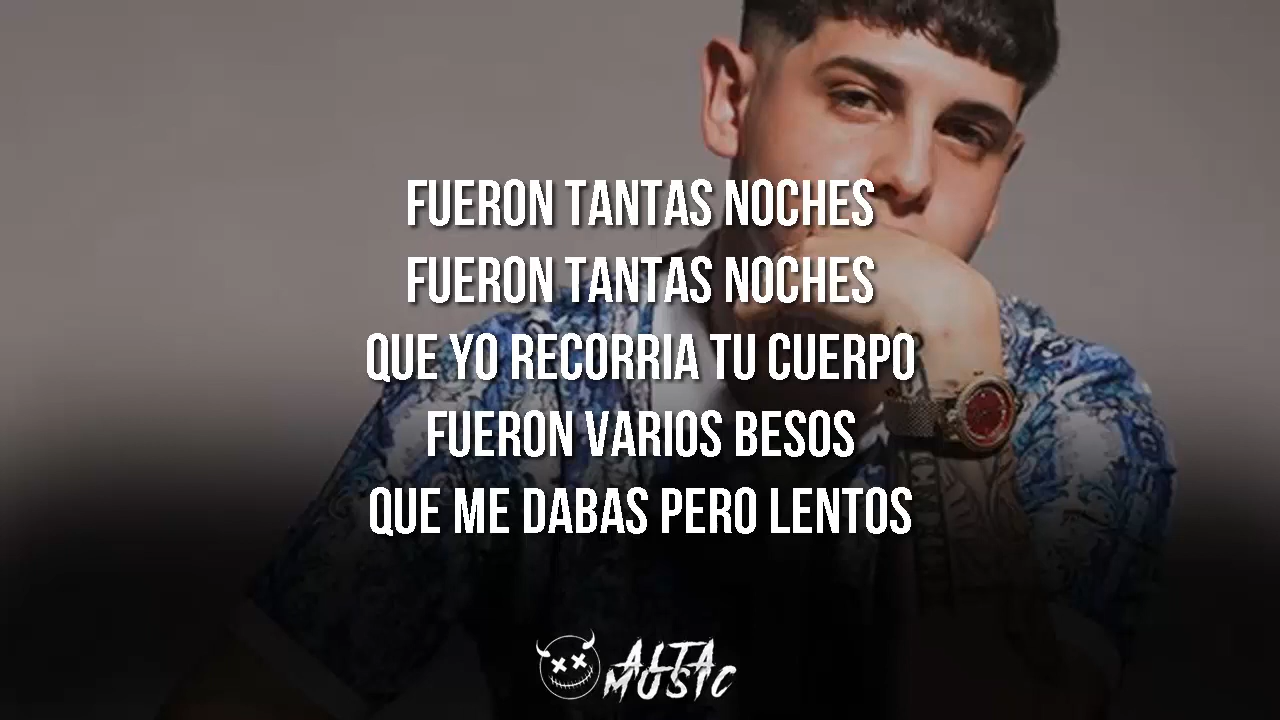 FUERON TANTAS NOCHES
FUERON TANTAS NOCHES
QUE YO RECORRIA TU CUERPO
FUERON VARIOS BESOS
QUE ME DABAS PERO LENTOS
ALTA
MUSIC